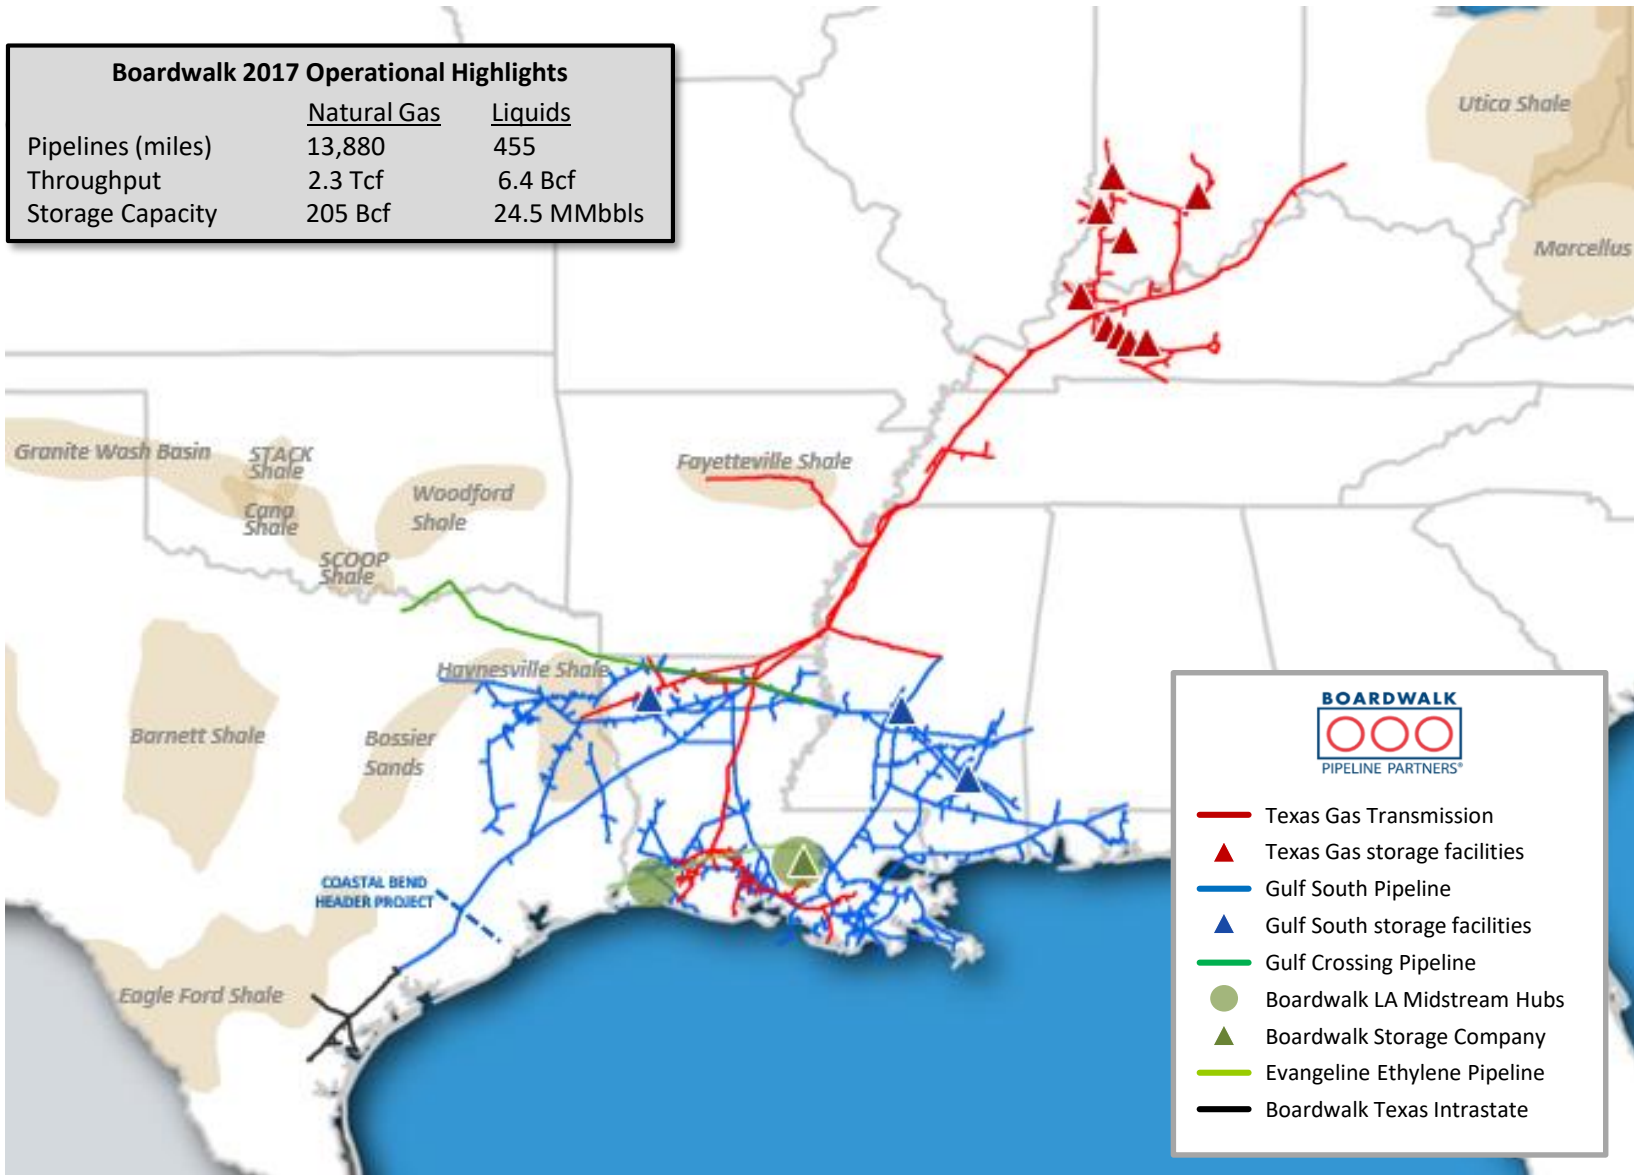 Boardwalk 2017 Operational Highlights
Natural Gas Liquids
Pipelines (miles) 13,880 455
Throughput 2.3 Tcf 6.4 Bcf
Storage Capacity 205 Bcf 24.5 MMbbls
Utica Shale
Marcellus
Granite Wash Basin
STACK
Shale
Cana
Shale
Woodford
Shale
SCOOP
Shale
Fayetteville Shale
Haynesville Shale
Barnett Shale
Bossier
Sands
COASTAL BEND
HEADER PROJECT
Eagle Ford Shale
BOARDWALK
PIPELINE PARTNERS®
Texas Gas Transmission
Texas Gas storage facilities
Gulf South Pipeline
Gulf South storage facilities
Gulf Crossing Pipeline
Boardwalk LA Midstream Hubs
Boardwalk Storage Company
Evangeline Ethylene Pipeline
Boardwalk Texas Intrastate